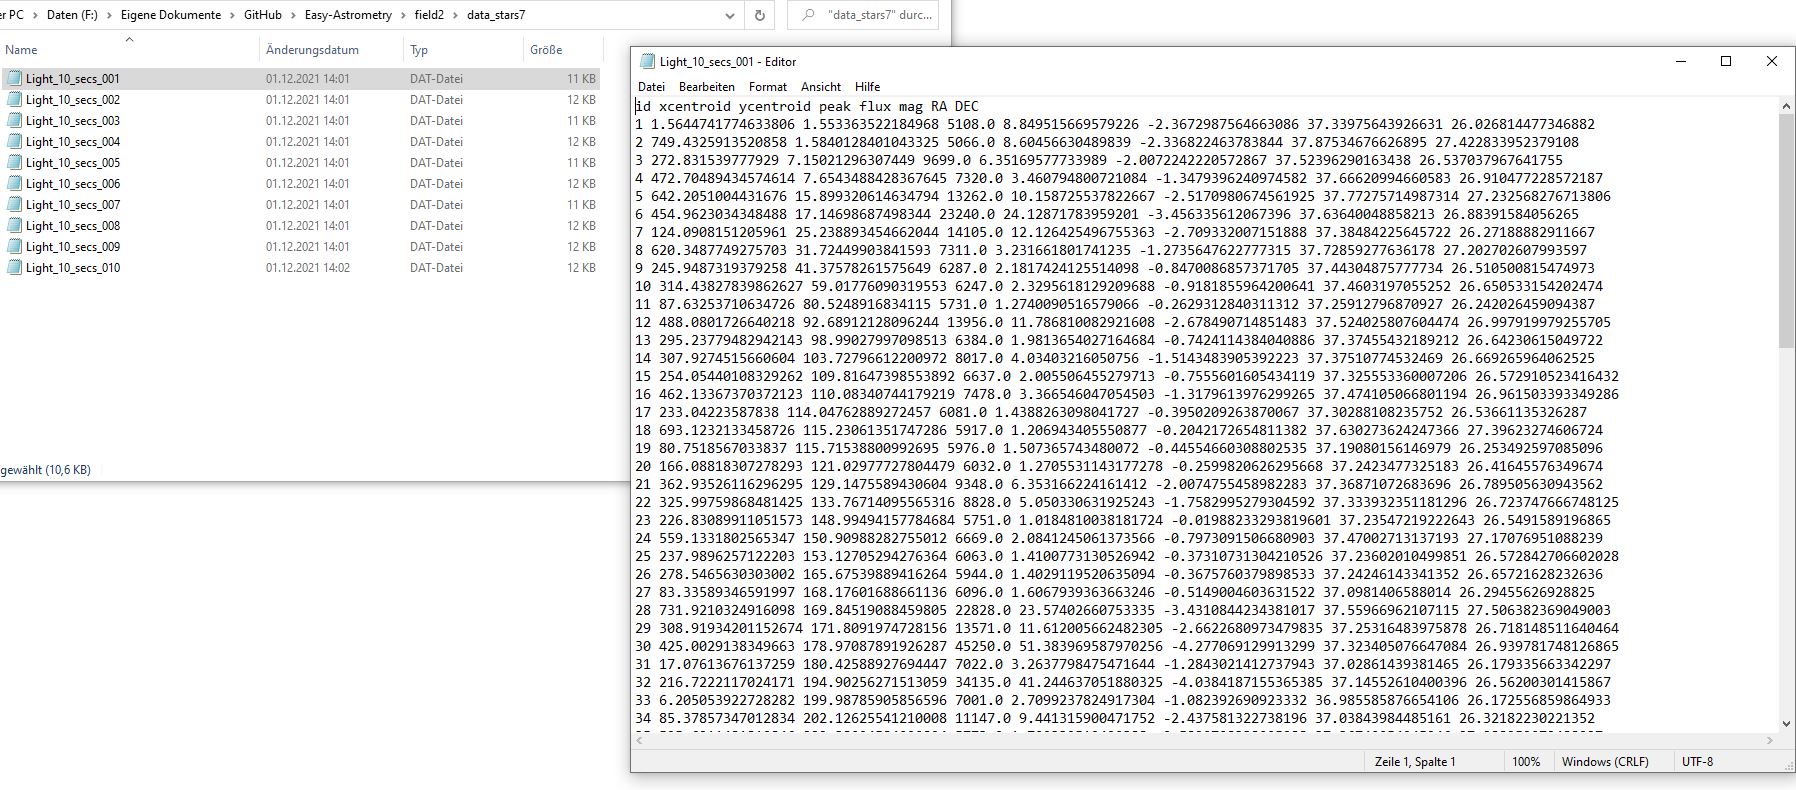 er PC > Daten (F:) > Eigene Dokumente > GitHub > Easy-Astrometry > field2 > data_stars7
"data_stars7" durc...
Name Änderungsdatum Typ Größe
Light_10_secs_001 01.12.2021 14:01 DAT-Datei 11 KB
Light_10_secs_002 01.12.2021 14:01 DAT-Datei 12 KB
Light_10_secs_003 01.12.2021 14:01 DAT-Datei 11 KB
Light_10_secs_004 01.12.2021 14:01 DAT-Datei 12 KB
Light_10_secs_005 01.12.2021 14:01 DAT-Datei 11 KB
Light_10_secs_006 01.12.2021 14:01 DAT-Datei 12 KB
Light_10_secs_007 01.12.2021 14:01 DAT-Datei 11 KB
Light_10_secs_008 01.12.2021 14:01 DAT-Datei 12 KB
Light_10_secs_009 01.12.2021 14:01 DAT-Datei 12 KB
Light_10_secs_010 01.12.2021 14:02 DAT-Datei 12 KB
gewählt (10,6 KB)
Light_10_secs_001 - Editor
Datei Bearbeiten Format Ansicht Hilfe
id xcentroid ycentroid peak flux mag RA DEC
1 1.5644741774633806 1.553363522184968 5108.0 8.849515669579226 -2.3672987564663086 37.33975643926631 26.026814477346882
2 749.4325913520858 1.5840128401043325 5066.0 8.60456630489839 -2.336822463783844 37.87534676626895 27.422833952379108
3 272.831539777929 7.15021296307449 9699.0 6.35169577733989 -2.0072242220572867 37.52396290163438 26.537037967641755
4 472.70489434574614 7.6543488428367645 7320.0 3.460794800721084 -1.3479396240974582 37.66620994660583 26.910477228572187
5 642.2051004431676 15.899320614634794 13262.0 10.158725537822667 -2.5170980674561925 37.77275714987314 27.232568276713806
6 454.9623034348488 17.14698687498344 23240.0 24.12871783959201 -3.456335612067396 37.63640048858213 26.88391584056265
7 124.0908151205961 25.238893454662044 14105.0 12.126425496755363 -2.709332007151888 37.38484225645722 26.27188882911667
8 620.3487749275703 31.72449903841593 7311.0 3.231661801741235 -1.2735647622777315 37.72859277636178 27.2027026079935​97
9 245.9487319379258 41.37578261575649 6287.0 2.1817424125514098 -0.8470086857371705 37.44304875777734 26.510500815474973
10 314.43827839862627 59.01776090319553 6247.0 2.3295618129209688 -0.9181855964200641 37.4603197055252 26.650533154202474
11 87.63253710634726 80.5248916834115 5731.0 1.2740090516579066 -0.2629312840311312 37.25912796870927 26.242026459094387
12 488.0801726640218 92.68912128096244 13956.0 11.786810082921608 -2.678490714851483 37.524025807604474 26.997919979255705
13 295.23779482942143 98.99027997098513 6384.0 1.9813654027164684 -0.7424114384040886 37.37455432189212 26.64230615049722
14 307.9274515660604 103.72796612200972 8017.0 4.03403216050756 -1.5143483905392223 37.37510774532469 26.669265964062525
15 254.05440108329262 109.81647398553892 6637.0 2.005506455279713 -0.7555601605434119 37.325553360007206 26.572910523416432
16 462.13367370372123 110.08340744179219 7478.0 3.366546047054503 -1.3179613976299265 37.474105066801194 26.961503393349286
17 233.04223587838 114.04762889272457 6081.0 1.4388263098041727 -0.3950209263870067 37.30288108235752 26.53661135326287
18 693.1232133458726 115.23061351747286 5917.0 1.206943405550877 -0.2042172654811382 37.630273624247366 27.39623274606724
19 80.7518567033837 115.71538800992695 5976.0 1.507365743480072 -0.44554660308802535 37.19080156146979 26.253492597085096
20 166.08818307278293 121.02977727804479 6032.0 1.2705531143177278 -0.2599820626295668 37.2423477325183 26.41645576349674
21 362.93526116296295 129.1475589430604 9348.0 6.353166224161412 -2.0074755458982283 37.36871072683696 26.789505630943562
22 325.99759868481425 133.76714095565316 8828.0 5.050330631925243 -1.7582995279304592 37.333932351181296 26.723747666748125
23 226.83089911051573 148.99494157784684 5751.0 1.0184810038181724 -0.01988233293819601 37.23547219222643 26.5491589196865
24 559.1331802565347 150.90988282755012 6669.0 2.0841245061373566 -0.7973091506680903 37.47002713137193 27.17076951088239
25 237.9896257122203 153.12705294276364 6063.0 1.4100773130526942 -0.37310731304210526 37.23602010499851 26.572842706602028
26 278.5465630303002 165.67539889416264 5944.0 1.4029119520635094 -0.3675760379898533 37.24246143341352 26.65721628232636
27 83.33589346591997 168.17601688661136 6096.0 1.6067939363663246 -0.5149004603631522 37.0981406588014 26.29455626928825
28 731.9210324916098 169.84519088459805 22828.0 23.57402660753335 -3.4310844234381017 37.55966962107115 27.506382369049003
29 308.91934201152674 171.8091974728156 13571.0 11.612005662482305 -2.6622680973479835 37.25316483975878 26.718148511640464
30 425.0029138349663 178.97087891926287 45250.0 51.383969587970256 -4.277069129913299 37.323405076647084 26.939781748126865
31 17.07613676137259 180.42588927694447 7022.0 3.2637798475471644 -1.2843021412737943 37.02861439381465 26.179335663342297
32 216.7222117024171 194.90256271513059 34135.0 41.244637051880325 -4.0384187155365385 37.14552610400396 26.56200301415867
33 6.205053922728282 199.98785905856596 7001.0 2.7099237824917304 -1.082392690923332 36.985585876654106 26.172556859864933
34 85.37857347012834 202.12625541210008 11147.0 9.441315900471752 -2.437581322738196 37.03843984485161 26.32182230221352
Zeile 1, Spalte 1 100% Windows (CRLF) UTF-8